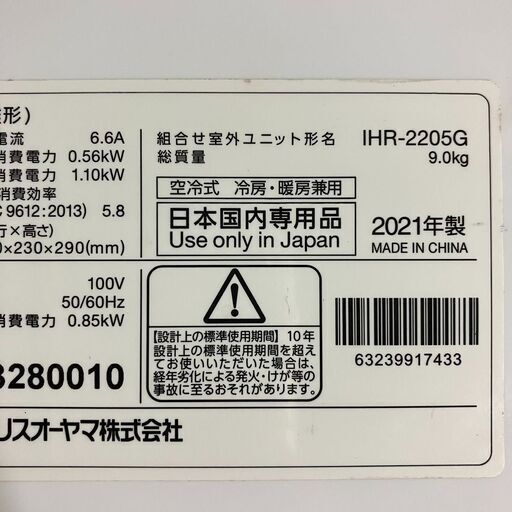 形)
電流 6.6A
消費電力 0.56kW
消費電力 1.10kW
消費効率
C 9612:2013) 5.8
行×高さ)
0×230×290(mm)
100V
50/60Hz
消費電力 0.85kW
3280010
リスオーヤマ株式会社
組合せ室外ユニット形名 IHR-2205G
総質量 9.0kg
空冷式 冷房・暖房兼用
日本国内専用品
Use only in Japan
2021年製
MADE IN CHINA
【設計上の標準使用期間】10年
設計上の標準使用期間を超え
てお使いいただいた場合は、
経年劣化による発火・けが等の
事故に至るおそれがあります。
63239917433